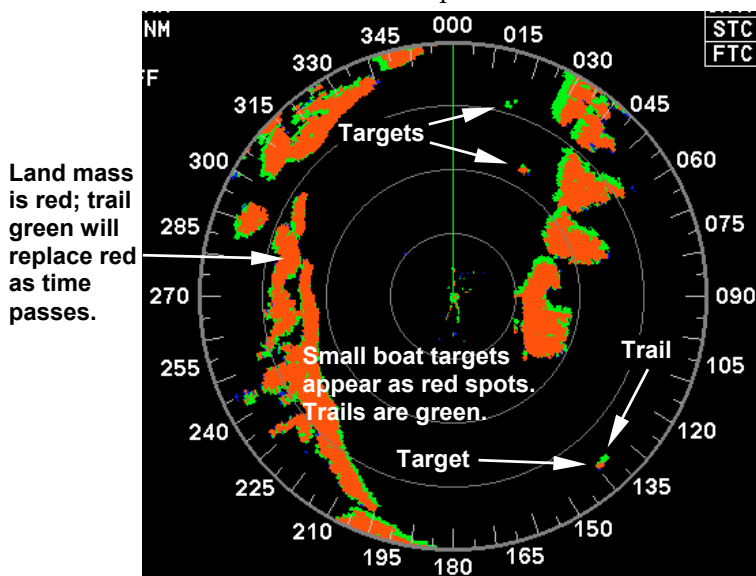 NM
FF
STC
FTC
000
015
030
045
060
075
090
105
120
135
150
165
180
195
210
225
240
255
270
285
300
315
330
345
Targets
Land mass
is red; trail
green will
replace red
as time
passes.
Small boat targets
appear as red spots.
Trails are green.
Trail
Target